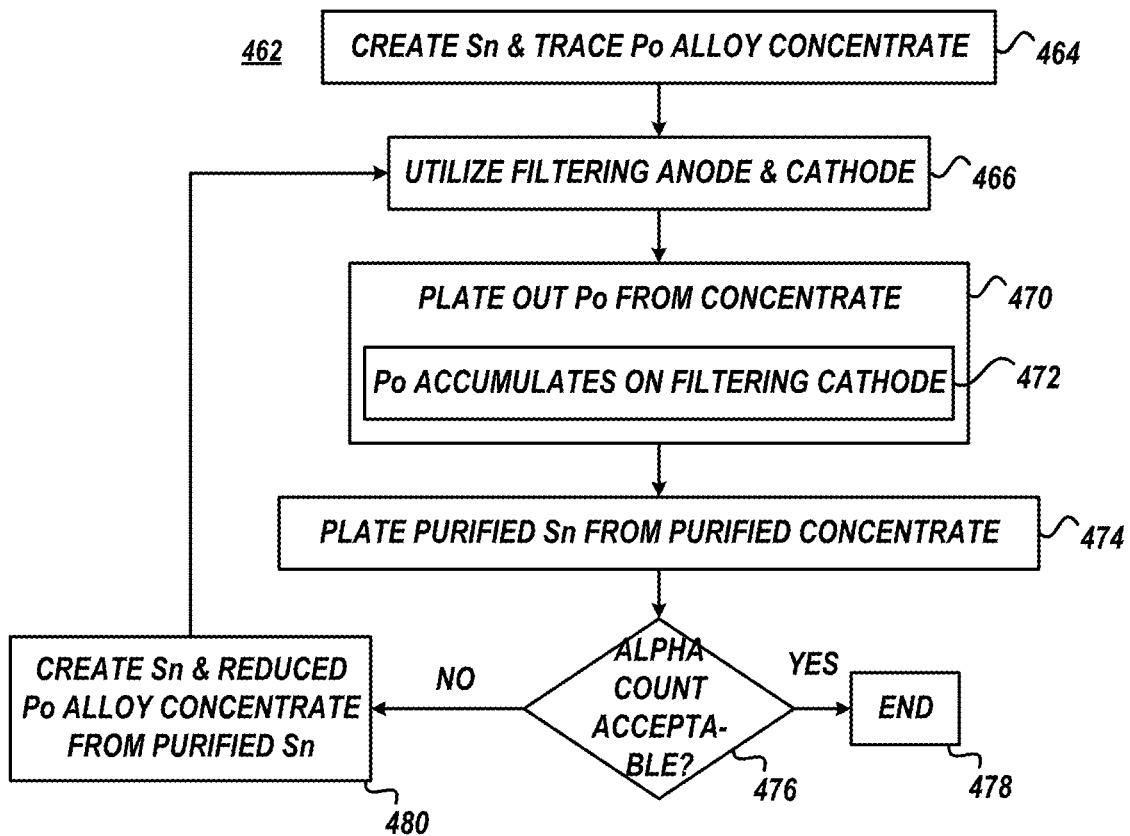 462
CREATE Sn & TRACE Po ALLOY CONCENTRATE
464
UTILIZE FILTERING ANODE & CATHODE
466
PLATE OUT Po FROM CONCENTRATE
470
Po ACCUMULATES ON FILTERING CATHODE
472
PLATE PURIFIED Sn FROM PURIFIED CONCENTRATE
474
ALPHA
COUNT
ACCEPTA-
BLE?
476
YES
END
478
NO
CREATE Sn & REDUCED
Po ALLOY CONCENTRATE
FROM PURIFIED Sn
480